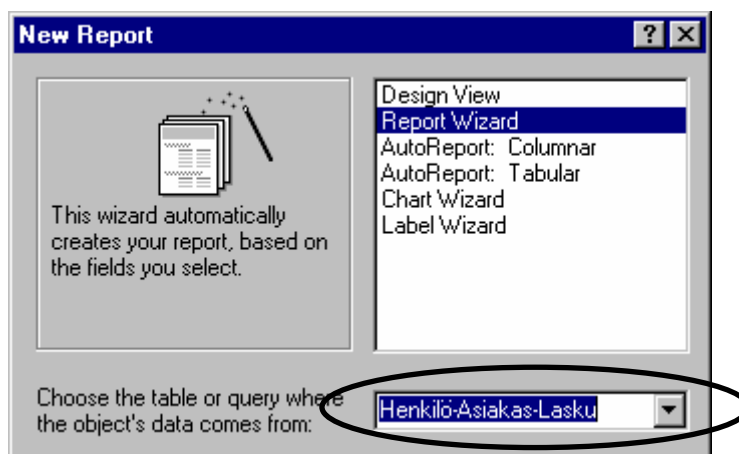 New Report
This wizard automatically
creates your report, based on
the fields you select.
Design View
Report Wizard
AutoReport: Columnar
AutoReport: Tabular
Chart Wizard
Label Wizard
Choose the table or query where
the object's data comes from:
Henkilö-Asiakas-Lasku